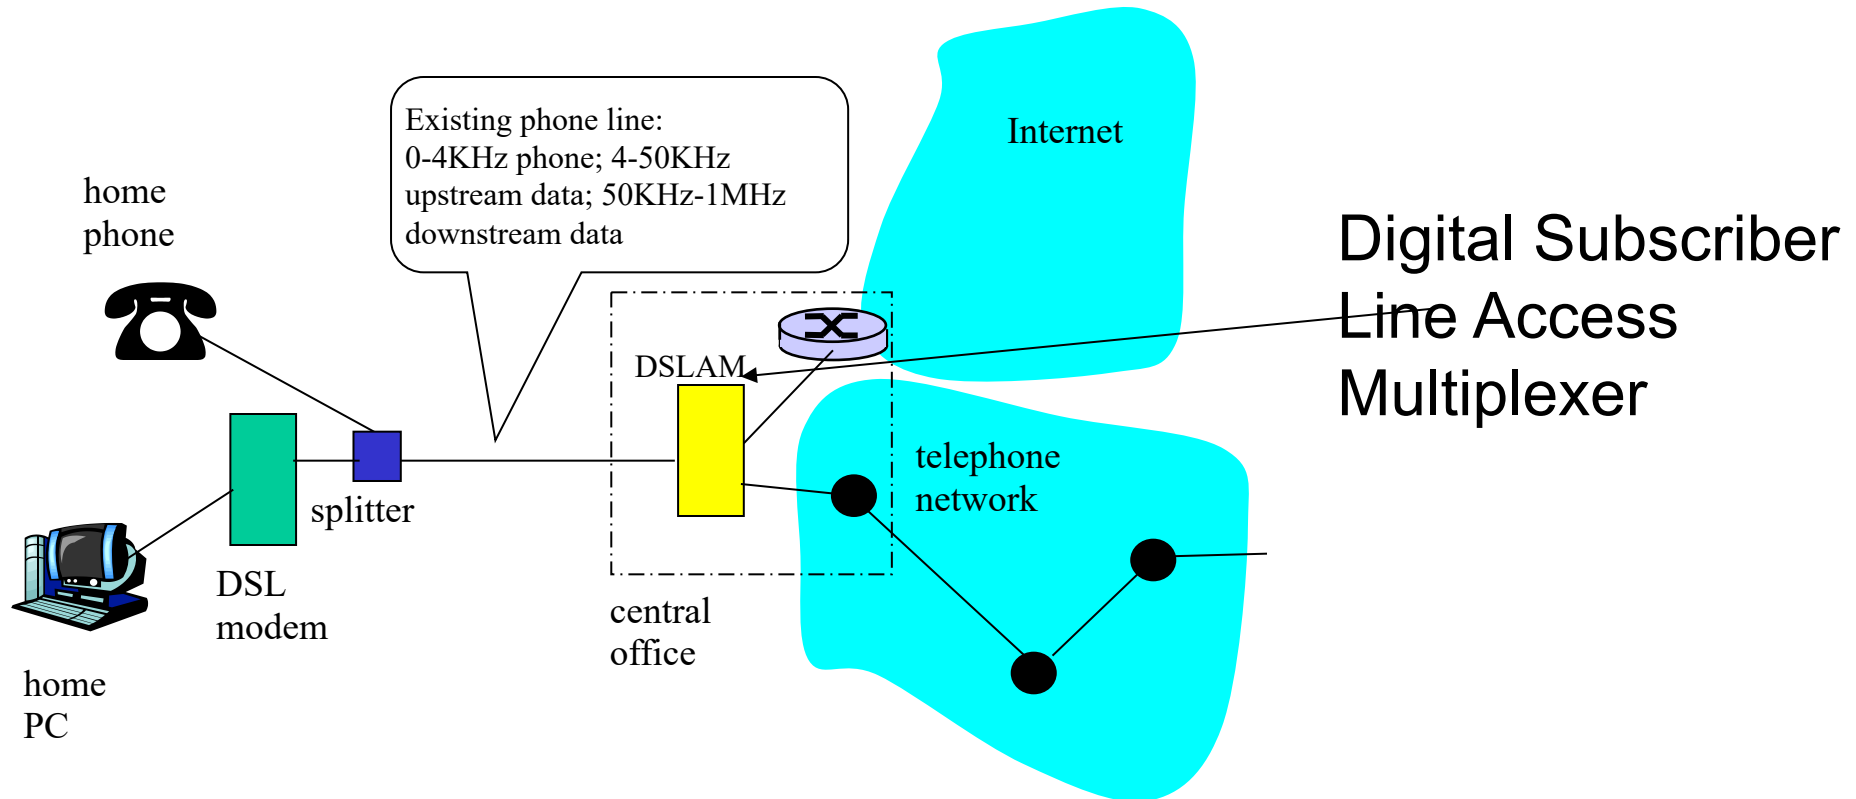 Existing phone line:
0-4KHz phone; 4-50KHz
upstream data; 50KHz-1MHz
downstream data
Internet
home
phone
Digital Subscriber
Line Access
Multiplexer
DSLAM
telephone
network
splitter
DSL
modem
central
office
home
PC